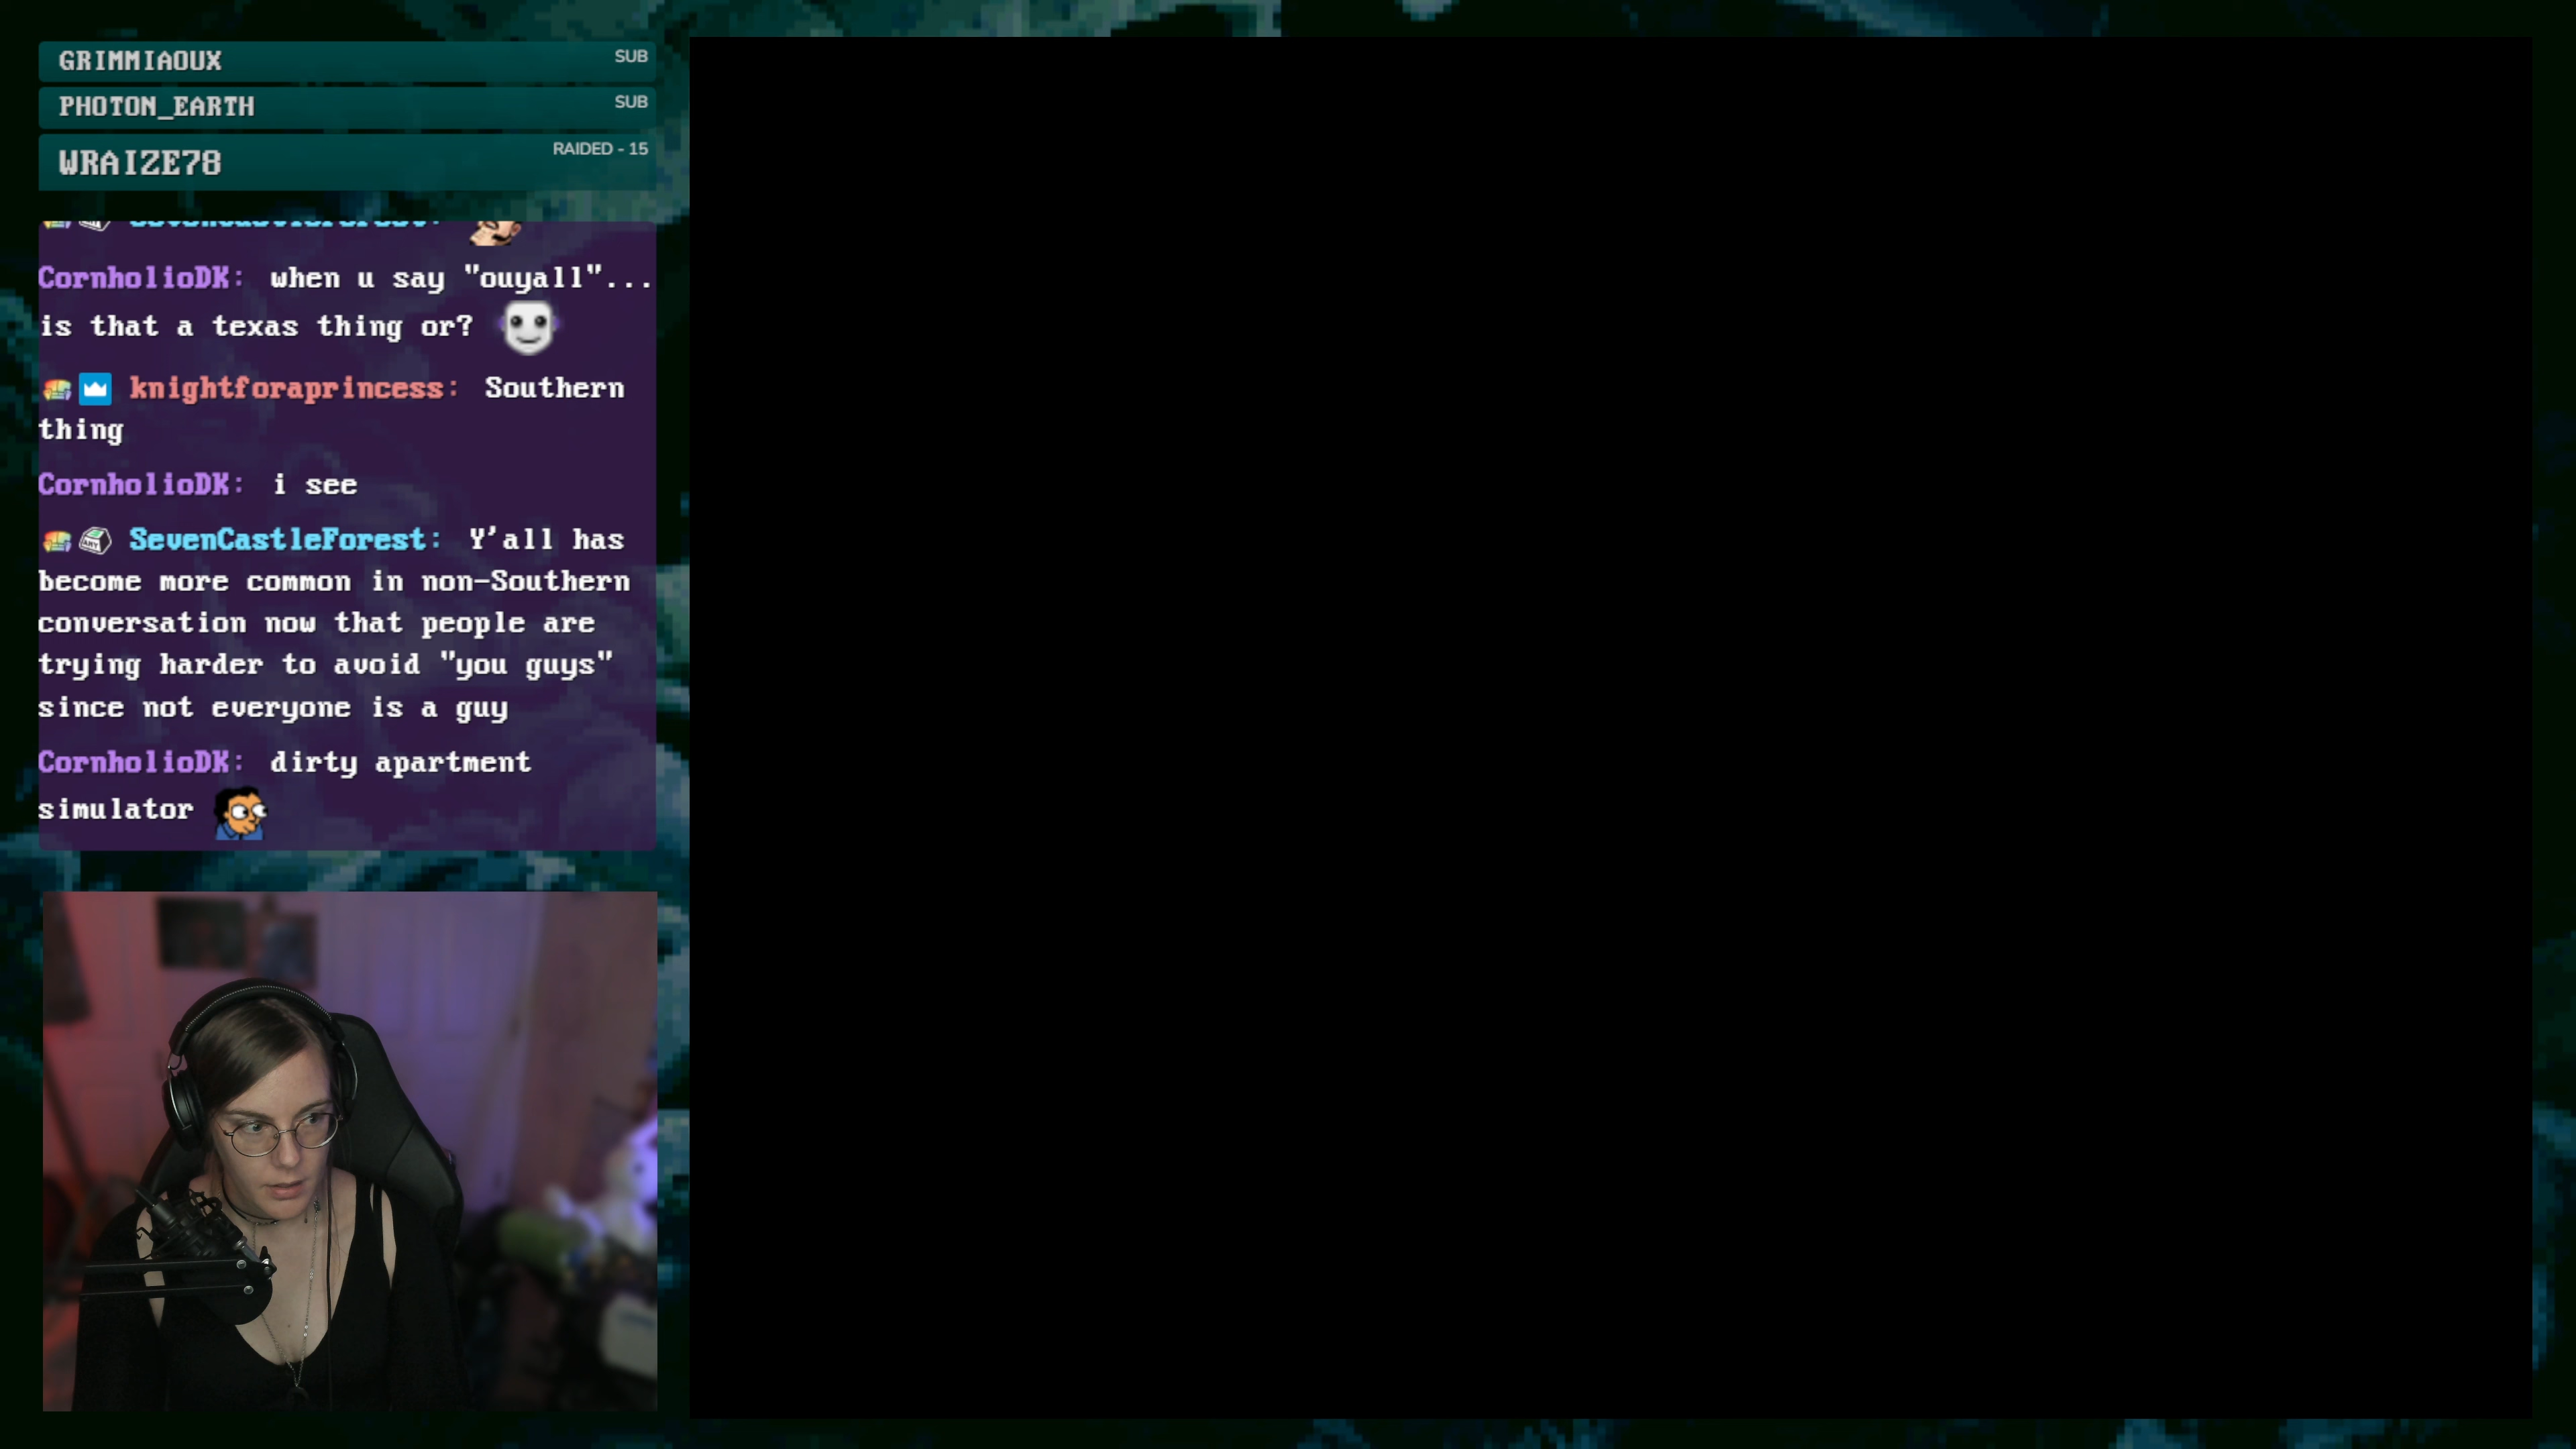 GRIMMIAOUX SUB
PHOTON_EARTH SUB
WRAIZE78 RAIDED - 15
CornholioDK: when u say "ouyall"...
is that a texas thing or?
knightforaprincess: Southern
thing
CornholioDK: i see
SevenCastleForest: Y'all has
become more common in non-Southern
conversation now that people are
trying harder to avoid "you guys"
since not everyone is a guy
CornholioDK: dirty apartment
simulator